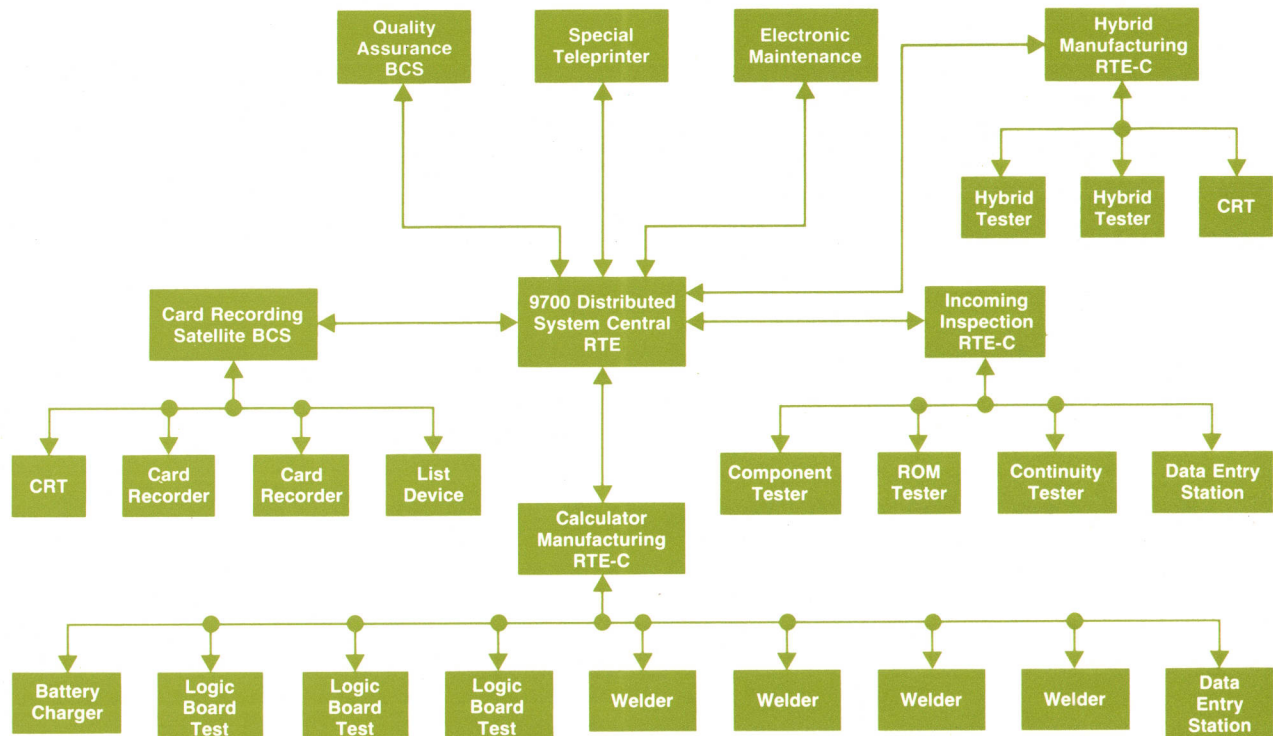 Quality
Assurance
BCS
Special
Teleprinter
Electronic
Maintenance
Hybrid
Manufacturing
RTE-C
Hybrid
Tester
Hybrid
Tester
CRT
Card Recording
Satellite BCS
9700 Distributed
System Central
RTE
Incoming
Inspection
RTE-C
CRT
Card
Recorder
Card
Recorder
List
Device
Component
Tester
ROM
Tester
Continuity
Tester
Data Entry
Station
Calculator
Manufacturing
RTE-C
Battery
Charger
Logic
Board
Test
Logic
Board
Test
Logic
Board
Test
Welder
Welder
Welder
Welder
Data
Entry
Station